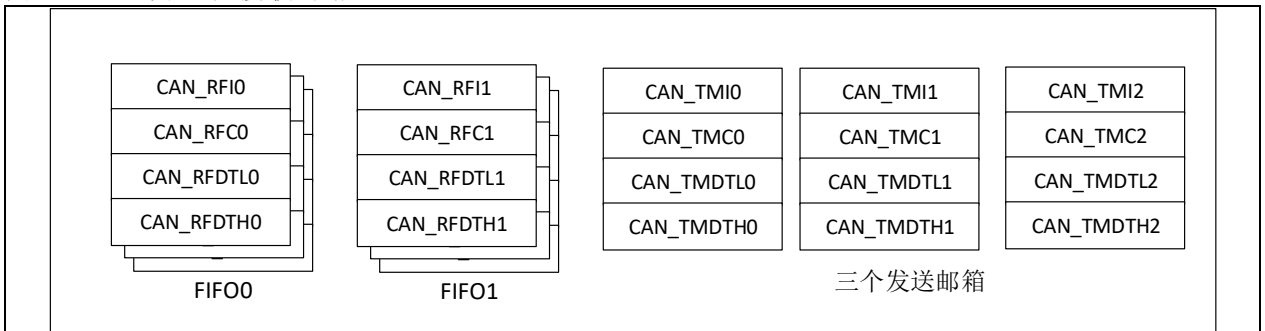 CAN_RFI0
CAN_RFC0
CAN_RFDTL0
CAN_RFDTH0
FIFO0
CAN_RFI1
CAN_RFC1
CAN_RFDTL1
CAN_RFDTH1
FIFO1
CAN_TMI0
CAN_TMC0
CAN_TMDTL0
CAN_TMDTH0
CAN_TMI1
CAN_TMC1
CAN_TMDTL1
CAN_TMDTH1
CAN_TMI2
CAN_TMC2
CAN_TMDTL2
CAN_TMDTH2
三个发送邮箱